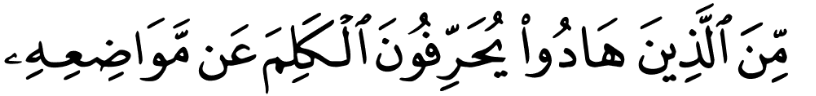 مِّنَ ٱلَّذِينَ هَادُوا۟ يُحَرِّفُونَ ٱلْكَلِمَ عَن مَّوَاضِعِهِۦ